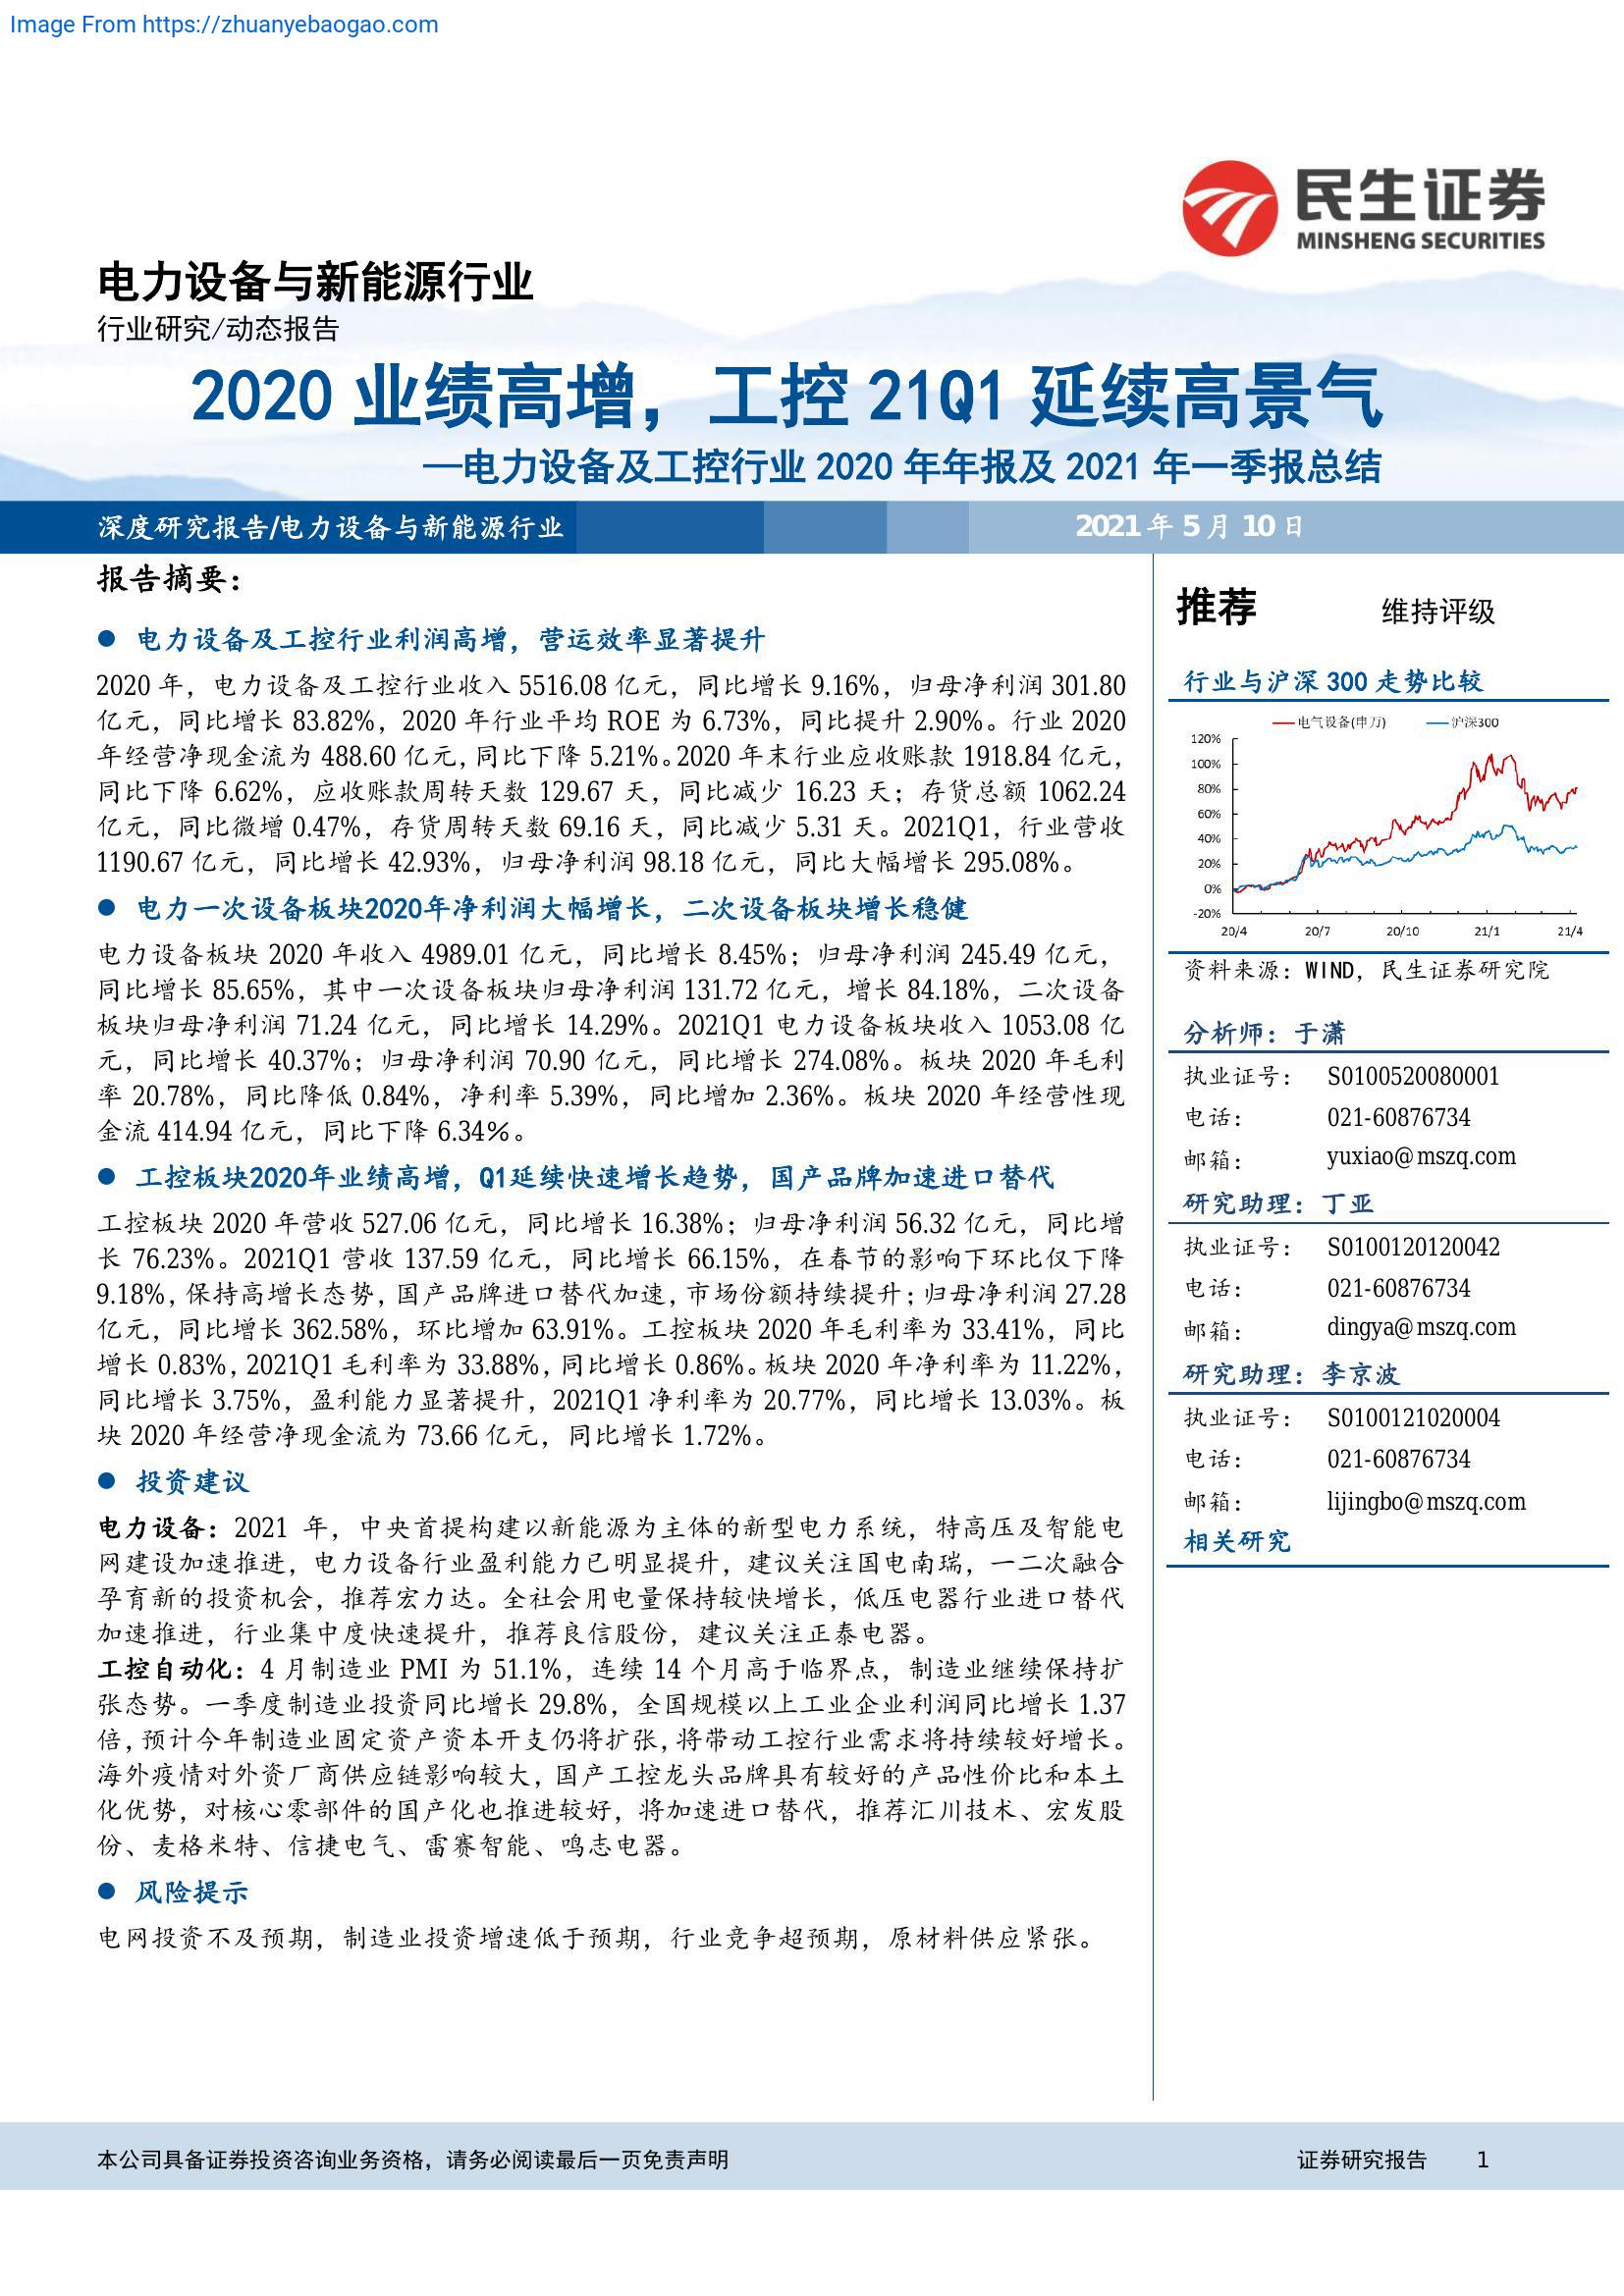 Image From https://zhuanyebaogao.com
民生证券
MINSHENG SECURITIES
电力设备与新能源行业
行业研究/动态报告
2020 业绩高增，工控 21Q1 延续高景气
—电力设备及工控行业 2020 年年报及 2021 年一季报总结
深度研究报告/电力设备与新能源行业
2021 年 5 月 10 日
报告摘要：
● 电力设备及工控行业利润高增，营运效率显著提升
2020 年，电力设备及工控行业收入 5516.08 亿元，同比增长 9.16%，归母净利润 301.80
亿元，同比增长 83.82%，2020 年行业平均 ROE 为 6.73%，同比提升 2.90%。行业 2020
年经营净现金流为 488.60 亿元，同比下降 5.21%。2020 年末行业应收账款 1918.84 亿元，
同比下降 6.62%，应收账款周转天数 129.67 天，同比减少 16.23 天；存货总额 1062.24
亿元，同比微增 0.47%，存货周转天数 69.16 天，同比减少 5.31 天。2021Q1，行业营收
1190.67 亿元，同比增长 42.93%，归母净利润 98.18 亿元，同比大幅增长 295.08%。
● 电力一次设备板块2020年净利润大幅增长，二次设备板块增长稳健
电力设备板块 2020 年收入 4989.01 亿元，同比增长 8.45%；归母净利润 245.49 亿元，
同比增长 85.65%，其中一次设备板块归母净利润 131.72 亿元，增长 84.18%，二次设备
板块归母净利润 71.24 亿元，同比增长 14.29%。2021Q1 电力设备板块收入 1053.08 亿
元，同比增长 40.37%；归母净利润 70.90 亿元，同比增长 274.08%。板块 2020 年毛利
率 20.78%，同比降低 0.84%，净利率 5.39%，同比增加 2.36%。板块 2020 年经营性现
金流 414.94 亿元，同比下降 6.34%。
● 工控板块2020年业绩高增，Q1延续快速增长趋势，国产品牌加速进口替代
工控板块 2020 年营收 527.06 亿元，同比增长 16.38%；归母净利润 56.32 亿元，同比增
长 76.23%。2021Q1 营收 137.59 亿元，同比增长 66.15%，在春节的影响下环比仅下降
9.18%，保持高增长态势，国产品牌进口替代加速，市场份额持续提升；归母净利润 27.28
亿元，同比增长 362.58%，环比增加 63.91%。工控板块 2020 年毛利率为 33.41%，同比
增长 0.83%，2021Q1 毛利率为 33.88%，同比增长 0.86%。板块 2020 年净利率为 11.22%，
同比增长 3.75%，盈利能力显著提升，2021Q1 净利率为 20.77%，同比增长 13.03%。板
块 2020 年经营净现金流为 73.66 亿元，同比增长 1.72%。
● 投资建议
电力设备：2021 年，中央首提构建以新能源为主体的新型电力系统，特高压及智能电
网建设加速推进，电力设备行业盈利能力已明显提升，建议关注国电南瑞，一二次融合
孕育新的投资机会，推荐宏力达。全社会用电量保持较快增长，低压电器行业进口替代
加速推进，行业集中度快速提升，推荐良信股份，建议关注正泰电器。
工控自动化：4 月制造业 PMI 为 51.1%，连续 14 个月高于临界点，制造业继续保持扩
张态势。一季度制造业投资同比增长 29.8%，全国规模以上工业企业利润同比增长 1.37
倍，预计今年制造业固定资产资本开支仍将扩张，将带动工控行业需求将持续较好增长。
海外疫情对外资厂商供应链影响较大，国产工控龙头品牌具有较好的产品性价比和本土
化优势，对核心零部件的国产化也推进较好，将加速进口替代，推荐汇川技术、宏发股
份、麦格米特、信捷电气、雷赛智能、鸣志电器。
● 风险提示
电网投资不及预期，制造业投资增速低于预期，行业竞争超预期，原材料供应紧张。
推荐 维持评级
行业与沪深 300 走势比较
电气设备(申万) 沪深300
120%
100%
80%
60%
40%
20%
0%
-20%
20/4 20/7 20/10 21/1 21/4
资料来源：WIND，民生证券研究院
分析师：于潇
执业证号： S0100520080001
电话： 021-60876734
邮箱： yuxiao@mszq.com
研究助理：丁亚
执业证号： S0100120120042
电话： 021-60876734
邮箱： dingya@mszq.com
研究助理：李京波
执业证号： S0100121020004
电话： 021-60876734
邮箱： lijingbo@mszq.com
相关研究
本公司具备证券投资咨询业务资格，请务必阅读最后一页免责声明
证券研究报告 1